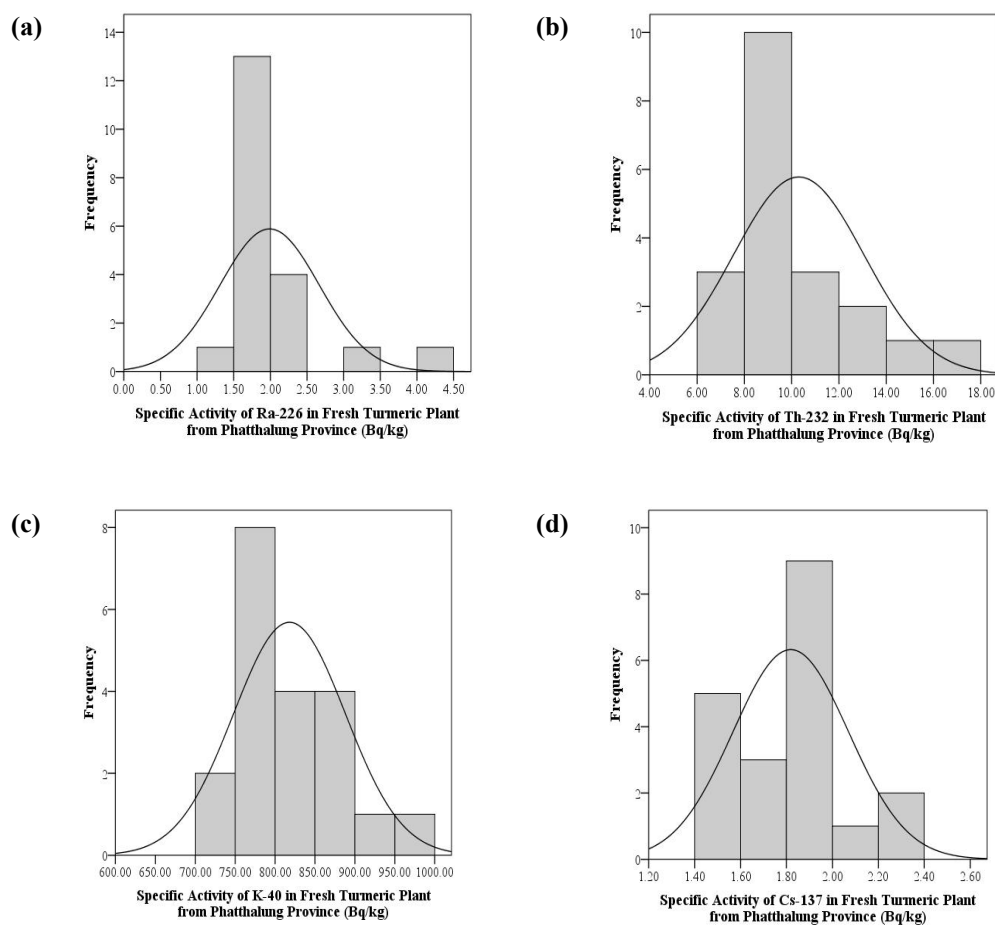 (a)
14
12
10
8
6
4
2
0
Frequency
0.00 0.50 1.00 1.50 2.00 2.50 3.00 3.50 4.00 4.50
Specific Activity of Ra-226 in Fresh Turmeric Plant
from Phatthalung Province (Bq/kg)
(b)
10
8
6
4
2
0
Frequency
4.00 6.00 8.00 10.00 12.00 14.00 16.00 18.00
Specific Activity of Th-232 in Fresh Turmeric Plant
from Phatthalung Province (Bq/kg)
(c)
8
6
4
2
0
Frequency
600.00 650.00 700.00 750.00 800.00 850.00 900.00 950.00 1000.00
Specific Activity of K-40 in Fresh Turmeric Plant
from Phatthalung Province (Bq/kg)
(d)
10
8
6
4
2
0
Frequency
1.20 1.40 1.60 1.80 2.00 2.20 2.40 2.60
Specific Activity of Cs-137 in Fresh Turmeric Plant
from Phatthalung Province (Bq/kg)